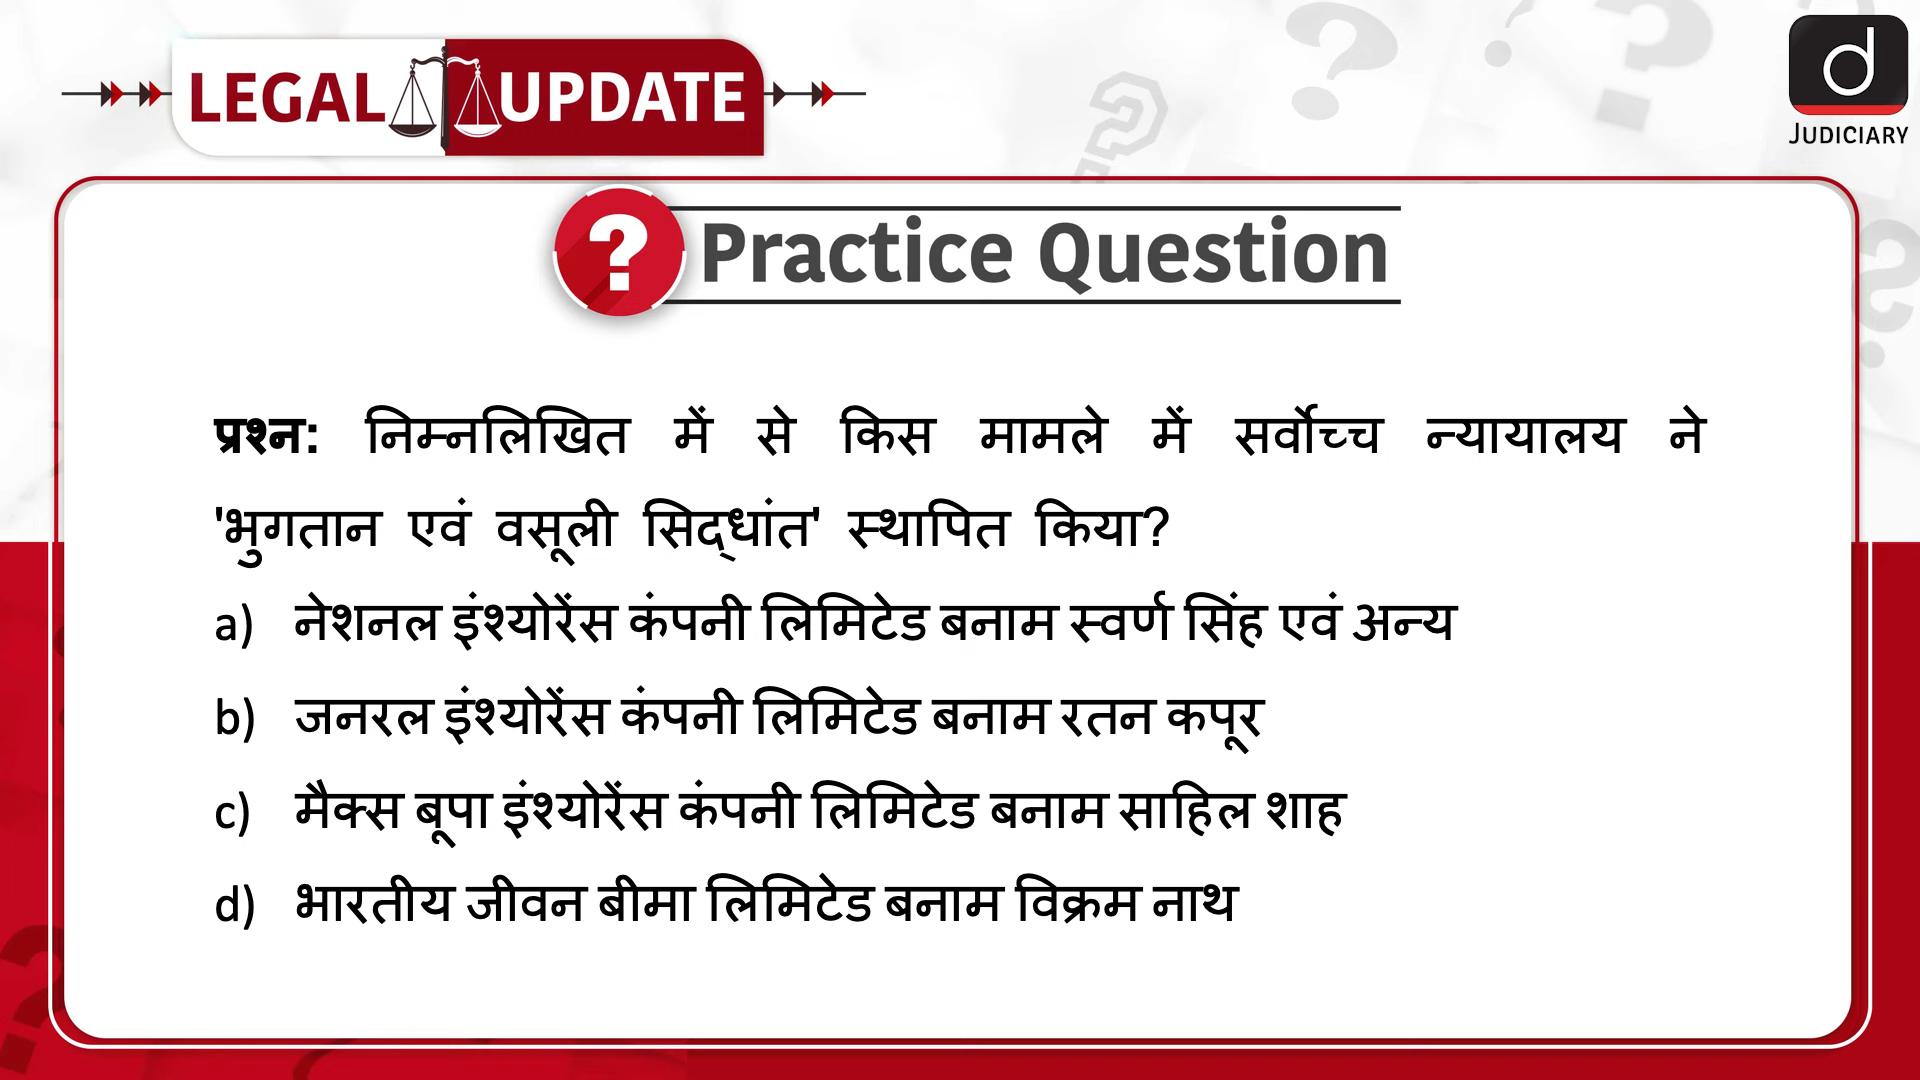 LEGAL UPDATE
d
JUDICIARY
? Practice Question
प्रश्न: निम्नलिखित में से किस मामले में सर्वोच्च न्यायालय ने
'भुगतान एवं वसूली सिद्धांत' स्थापित किया?
a) नेशनल इंश्योरेंस कंपनी लिमिटेड बनाम स्वर्ण सिंह एवं अन्य
b) जनरल इंश्योरेंस कंपनी लिमिटेड बनाम रतन कपूर
c) मैक्स बूपा इंश्योरेंस कंपनी लिमिटेड बनाम साहिल शाह
d) भारतीय जीवन बीमा लिमिटेड बनाम विक्रम नाथ